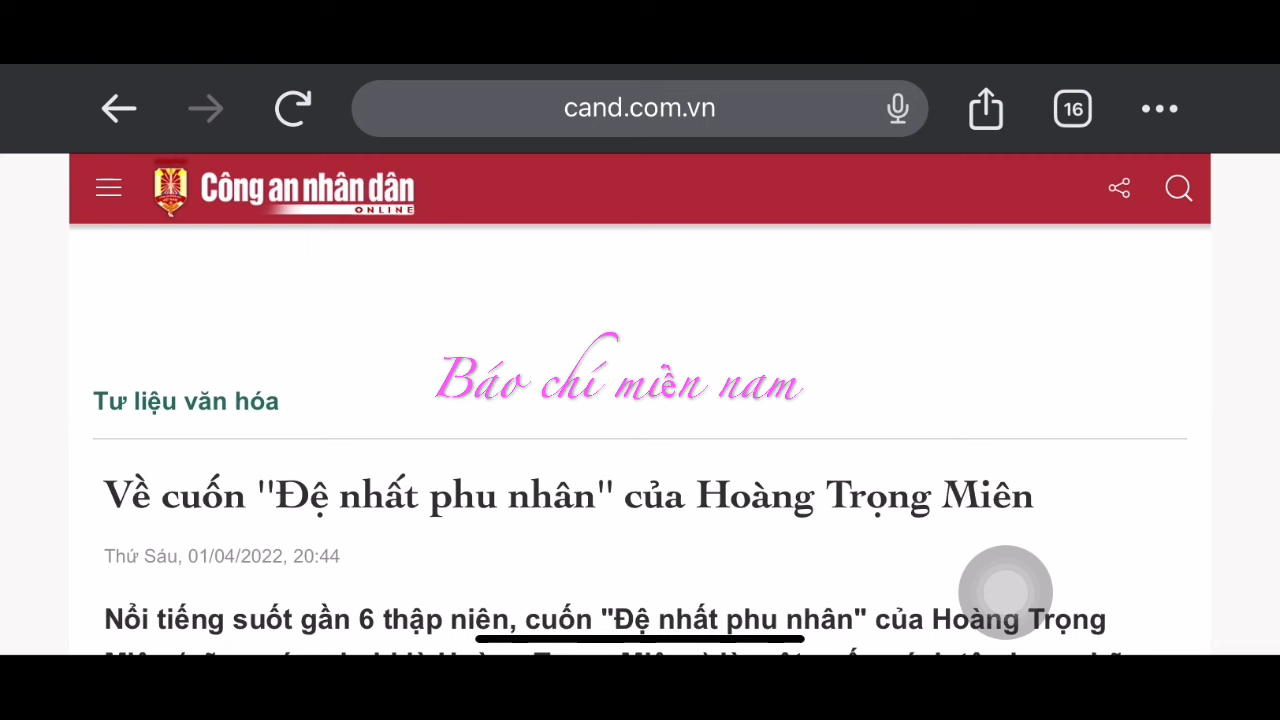 cand.com.vn
16
Công an nhân dân
ONLINE
Báo chí miền nam
Tư liệu văn hóa
Về cuốn "Đệ nhất phu nhân" của Hoàng Trọng Miên
Thứ Sáu, 01/04/2022, 20:44
Nổi tiếng suốt gần 6 thập niên, cuốn "Đệ nhất phu nhân" của Hoàng Trọng